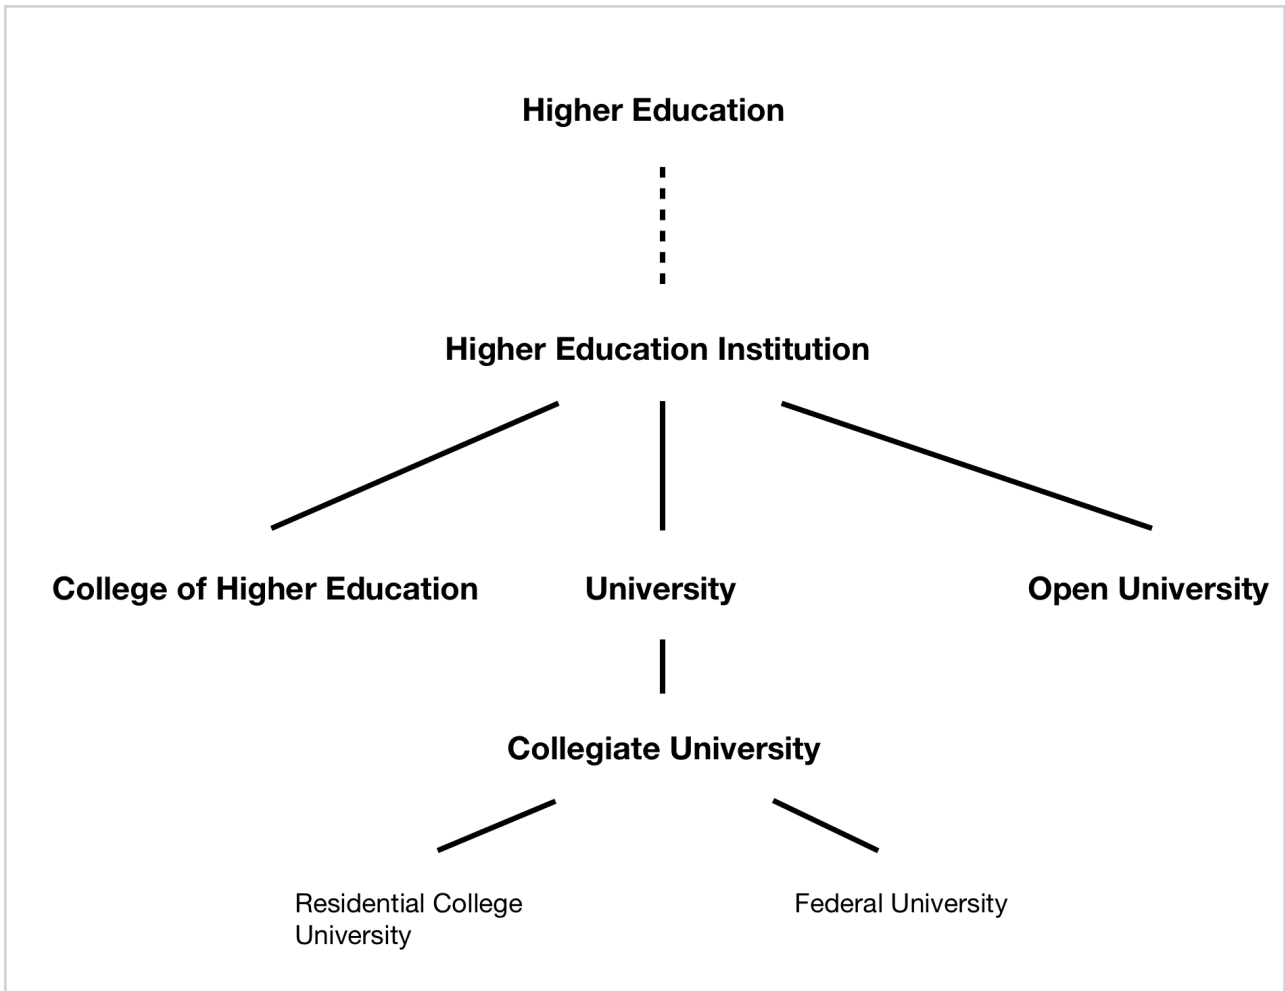 Higher Education
Higher Education Institution
College of Higher Education
University
Open University
Collegiate University
Residential College
University
Federal University